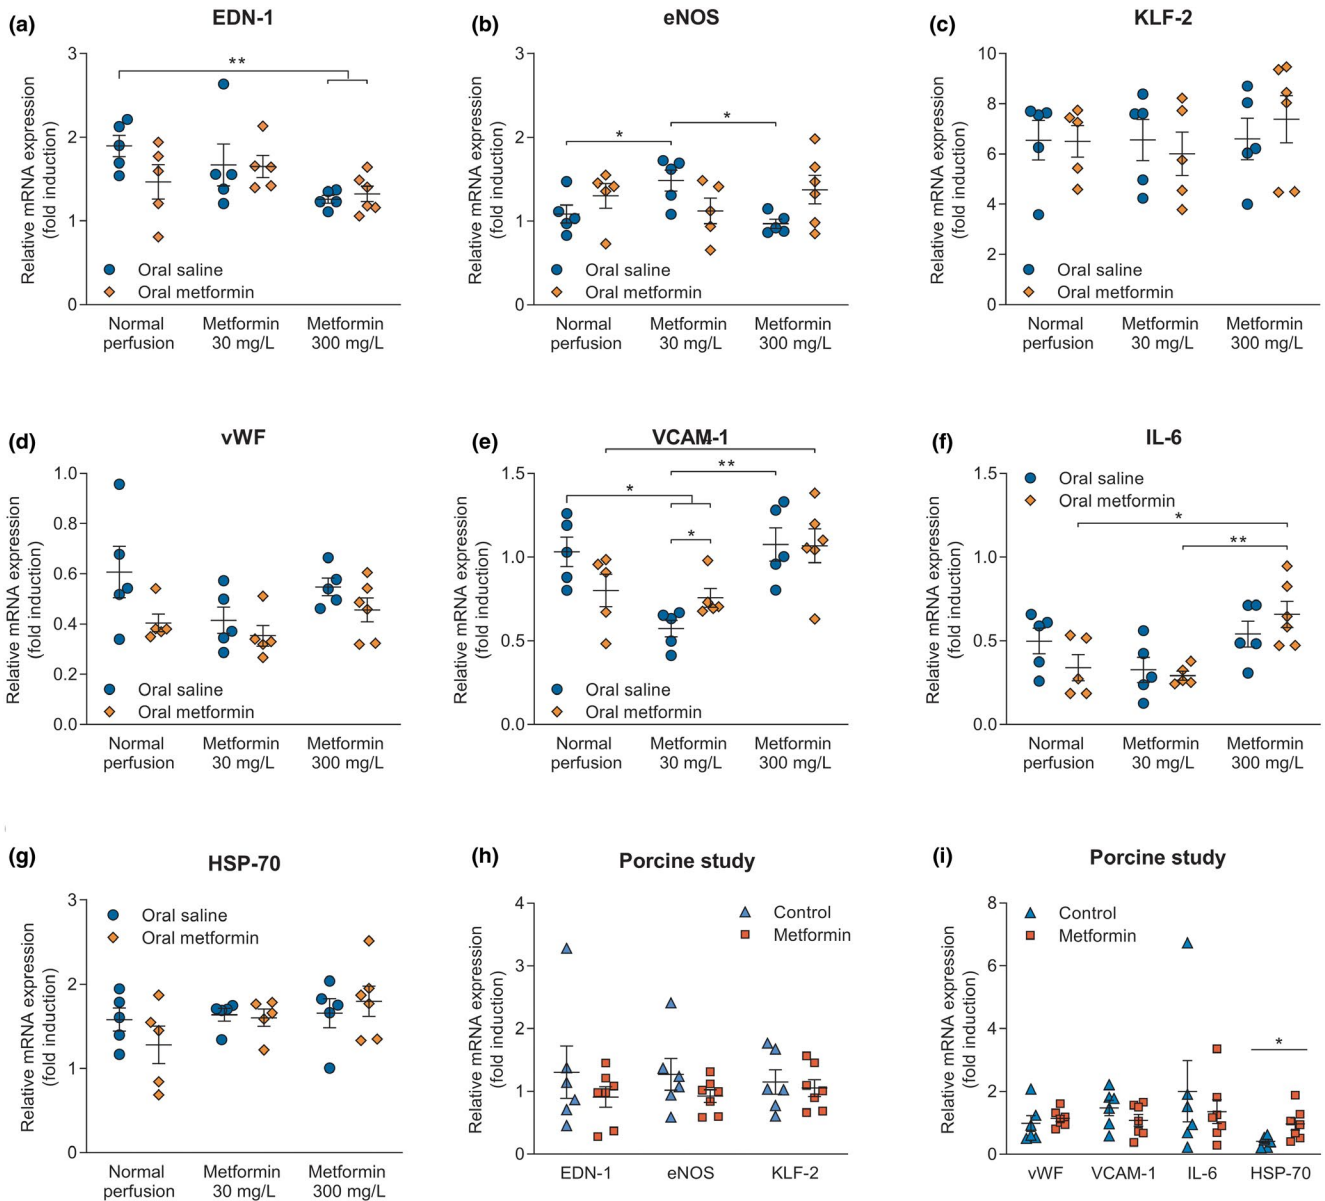 (a)
EDN-1
Relative mRNA expression
(fold induction)
3
2
1
0
**
Oral saline
Oral metformin
Normal
perfusion
Metformin
30 mg/L
Metformin
300 mg/L
(b)
eNOS
Relative mRNA expression
(fold induction)
3
2
1
0
*
*
Oral saline
Oral metformin
Normal
perfusion
Metformin
30 mg/L
Metformin
300 mg/L
(c)
KLF-2
Relative mRNA expression
(fold induction)
10
8
6
4
2
0
Oral saline
Oral metformin
Normal
perfusion
Metformin
30 mg/L
Metformin
300 mg/L
(d)
vWF
Relative mRNA expression
(fold induction)
1.0
0.8
0.6
0.4
0.2
0.0
Oral saline
Oral metformin
Normal
perfusion
Metformin
30 mg/L
Metformin
300 mg/L
(e)
VCAM-1
Relative mRNA expression
(fold induction)
1.5
1.0
0.5
0.0
**
*
*
Oral saline
Oral metformin
Normal
perfusion
Metformin
30 mg/L
Metformin
300 mg/L
(f)
IL-6
Relative mRNA expression
(fold induction)
1.5
1.0
0.5
0.0
Oral saline
Oral metformin
*
**
Normal
perfusion
Metformin
30 mg/L
Metformin
300 mg/L
(g)
HSP-70
Relative mRNA expression
(fold induction)
3
2
1
0
Oral saline
Oral metformin
Normal
perfusion
Metformin
30 mg/L
Metformin
300 mg/L
(h)
Porcine study
Relative mRNA expression
(fold induction)
4
3
2
1
0
Control
Metformin
EDN-1
eNOS
KLF-2
(i)
Porcine study
Relative mRNA expression
(fold induction)
8
6
4
2
0
Control
Metformin
*
vWF
VCAM-1
IL-6
HSP-70